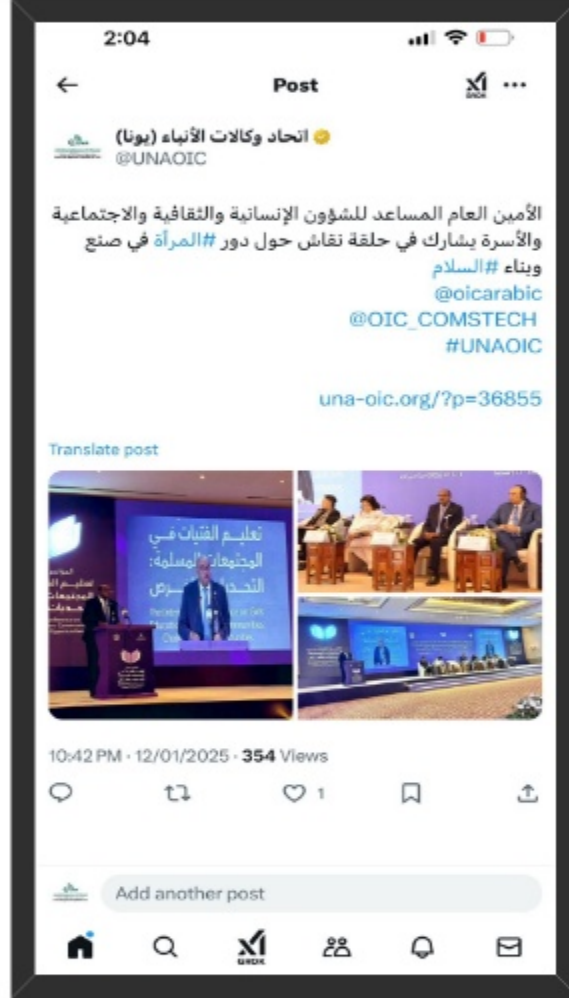 2:04
Post
اتحاد وكالات الأنباء (يونا)
@UNAOIC
الأمين العام المساعد للشؤون الإنسانية والثقافية والاجتماعية
والأسرة يشارك في حلقة نقاش حول دور #المرأة في صنع
وبناء #السلام
@oicarabic
@OIC_COMSTECH
#UNAOIC
una-oic.org/?p=36855
Translate post
تعليم الفتيات في
المجتمعات المسلمة:
10:42 PM · 12/01/2025 · 354 Views
1
Add another post
GROK